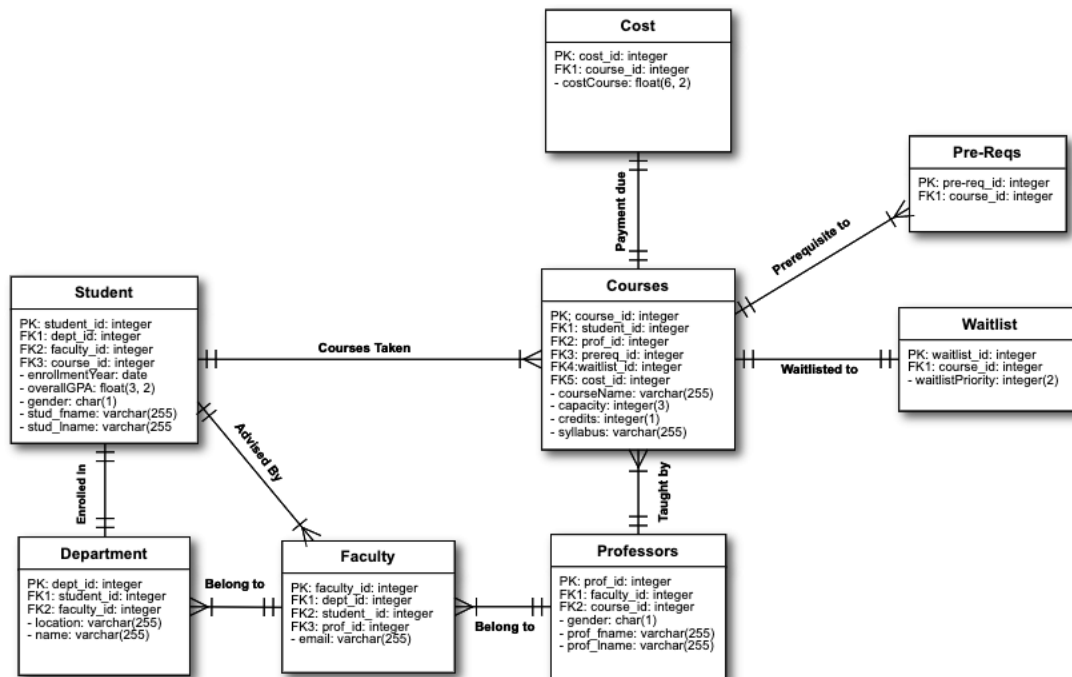 Cost
PK: cost_id: integer
FK1: course_id: integer
- costCourse: float(6, 2)
Payment due
Pre-Reqs
PK: pre-req_id: integer
FK1: course_id: integer
Prerequisite to
Student
PK: student_id: integer
FK1: dept_id: integer
FK2: faculty_id: integer
FK3: course_id: integer
- enrollmentYear: date
- overallGPA: float(3, 2)
- gender: char(1)
- stud_fname: varchar(255)
- stud_lname: varchar(255
Courses Taken
Courses
PK; course_id: integer
FK1: student_id: integer
FK2: prof_id: integer
FK3: prereq_id: integer
FK4:waitlist_id: integer
FK5: cost_id: integer
- courseName: varchar(255)
- capacity: integer(3)
- credits: integer(1)
- syllabus: varchar(255)
Waitlisted to
Waitlist
PK: waitlist_id: integer
FK1: course_id: integer
- waitlistPriority: integer(2)
Enrolled In
Advised By
Taught by
Department
PK: dept_id: integer
FK1: student_id: integer
FK2: faculty_id: integer
- location: varchar(255)
- name: varchar(255)
Belong to
Faculty
PK: faculty_id: integer
FK1: dept_id: integer
FK2: student_ id: integer
FK3: prof_id: integer
- email: varchar(255)
Belong to
Professors
PK: prof_id: integer
FK1: faculty_id: integer
FK2: course_id: integer
- gender: char(1)
- prof_fname: varchar(255)
- prof_lname: varchar(255)